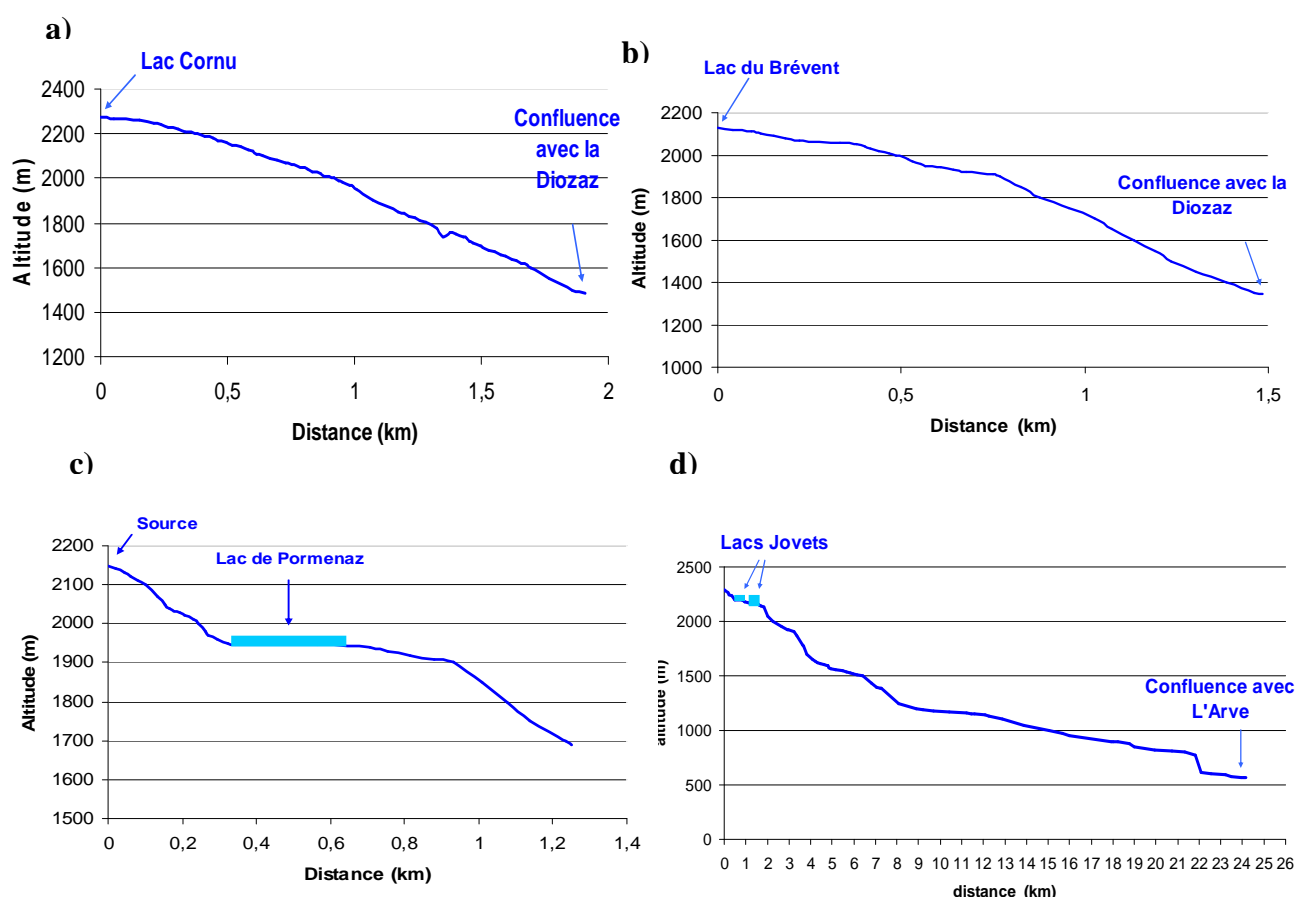 a)
Lac Cornu
Confluence
avec la
Diozaz
2400
2200
2000
1800
1600
1400
1200
Altitude (m)
0 0,5 1 1,5 2
Distance (km)
b)
Lac du Brévent
Confluence avec la
Diozaz
2200
2000
1800
1600
1400
1200
1000
Altitude (m)
0 0,5 1 1,5
Distance (km)
c)
Source
Lac de Pormenaz
2200
2100
2000
1900
1800
1700
1600
1500
Altitude (m)
0 0,2 0,4 0,6 0,8 1 1,2 1,4
Distance (km)
d)
Lacs Jovets
Confluence avec
L'Arve
2500
2000
1500
1000
500
0
altitude (m)
0 1 2 3 4 5 6 7 8 9 10 11 12 13 14 15 16 17 18 19 20 21 22 23 24 25 26
distance (km)